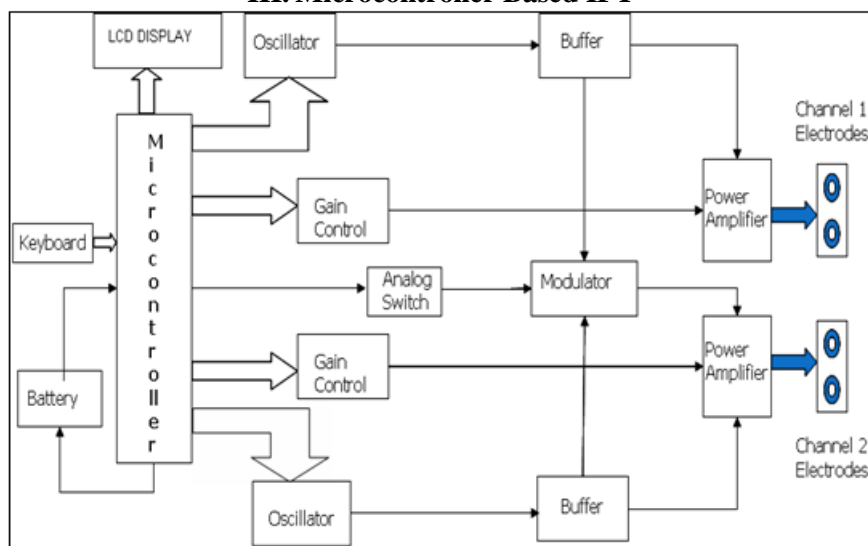 III. Microcontroller Based IFT
LCD DISPLAY
Oscillator
Buffer
Channel 1
Electrodes
Microcontroller
Gain
Control
Power
Amplifier
Keyboard
Analog
Switch
Modulator
Gain
Control
Power
Amplifier
Battery
Channel 2
Electrodes
Oscillator
Buffer